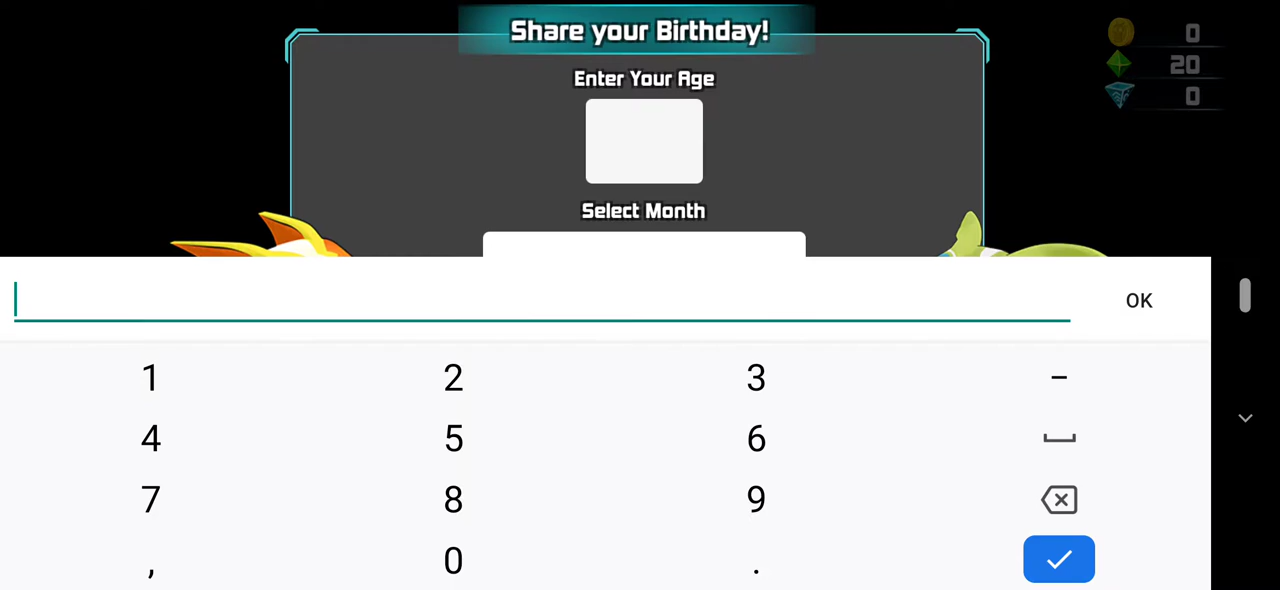 Share your Birthday!
0
Enter Your Age
20
0
Select Month
OK
1 2 3 –
4 5 6
7 8 9
, 0 .